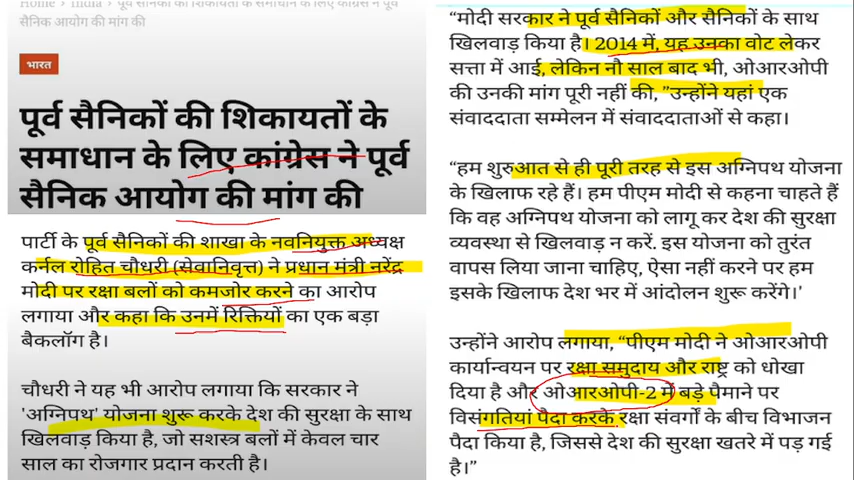 Home > India > पूर्व सैनिकों की शिकायतों के समाधान के लिए कांग्रेस ने पूर्व
सैनिक आयोग की मांग की
भारत
पूर्व सैनिकों की शिकायतों के
समाधान के लिए कांग्रेस ने पूर्व
सैनिक आयोग की मांग की
पार्टी के पूर्व सैनिकों की शाखा के नवनियुक्त अध्यक्ष
कर्नल रोहित चौधरी (सेवानिवृत्त) ने प्रधान मंत्री नरेंद्र
मोदी पर रक्षा बलों को कमजोर करने का आरोप
लगाया और कहा कि उनमें रिक्तियों का एक बड़ा
बैकलॉग है।
चौधरी ने यह भी आरोप लगाया कि सरकार ने
'अग्निपथ' योजना शुरू करके देश की सुरक्षा के साथ
खिलवाड़ किया है, जो सशस्त्र बलों में केवल चार
साल का रोजगार प्रदान करती है।
“मोदी सरकार ने पूर्व सैनिकों और सैनिकों के साथ
खिलवाड़ किया है। 2014 में, यह उनका वोट लेकर
सत्ता में आई, लेकिन नौ साल बाद भी, ओआरओपी
की उनकी मांग पूरी नहीं की, ”उन्होंने यहां एक
संवाददाता सम्मेलन में संवाददाताओं से कहा।
“हम शुरुआत से ही पूरी तरह से इस अग्निपथ योजना
के खिलाफ रहे हैं। हम पीएम मोदी से कहना चाहते हैं
कि वह अग्निपथ योजना को लागू कर देश की सुरक्षा
व्यवस्था से खिलवाड़ न करें. इस योजना को तुरंत
वापस लिया जाना चाहिए, ऐसा नहीं करने पर हम
इसके खिलाफ देश भर में आंदोलन शुरू करेंगे।'
उन्होंने आरोप लगाया, “पीएम मोदी ने ओआरओपी
कार्यान्वयन पर रक्षा समुदाय और राष्ट्र को धोखा
दिया है और ओआरओपी-2 में बड़े पैमाने पर
विसंगतियां पैदा करके रक्षा संवर्गों के बीच विभाजन
पैदा किया है, जिससे देश की सुरक्षा खतरे में पड़ गई
है।”